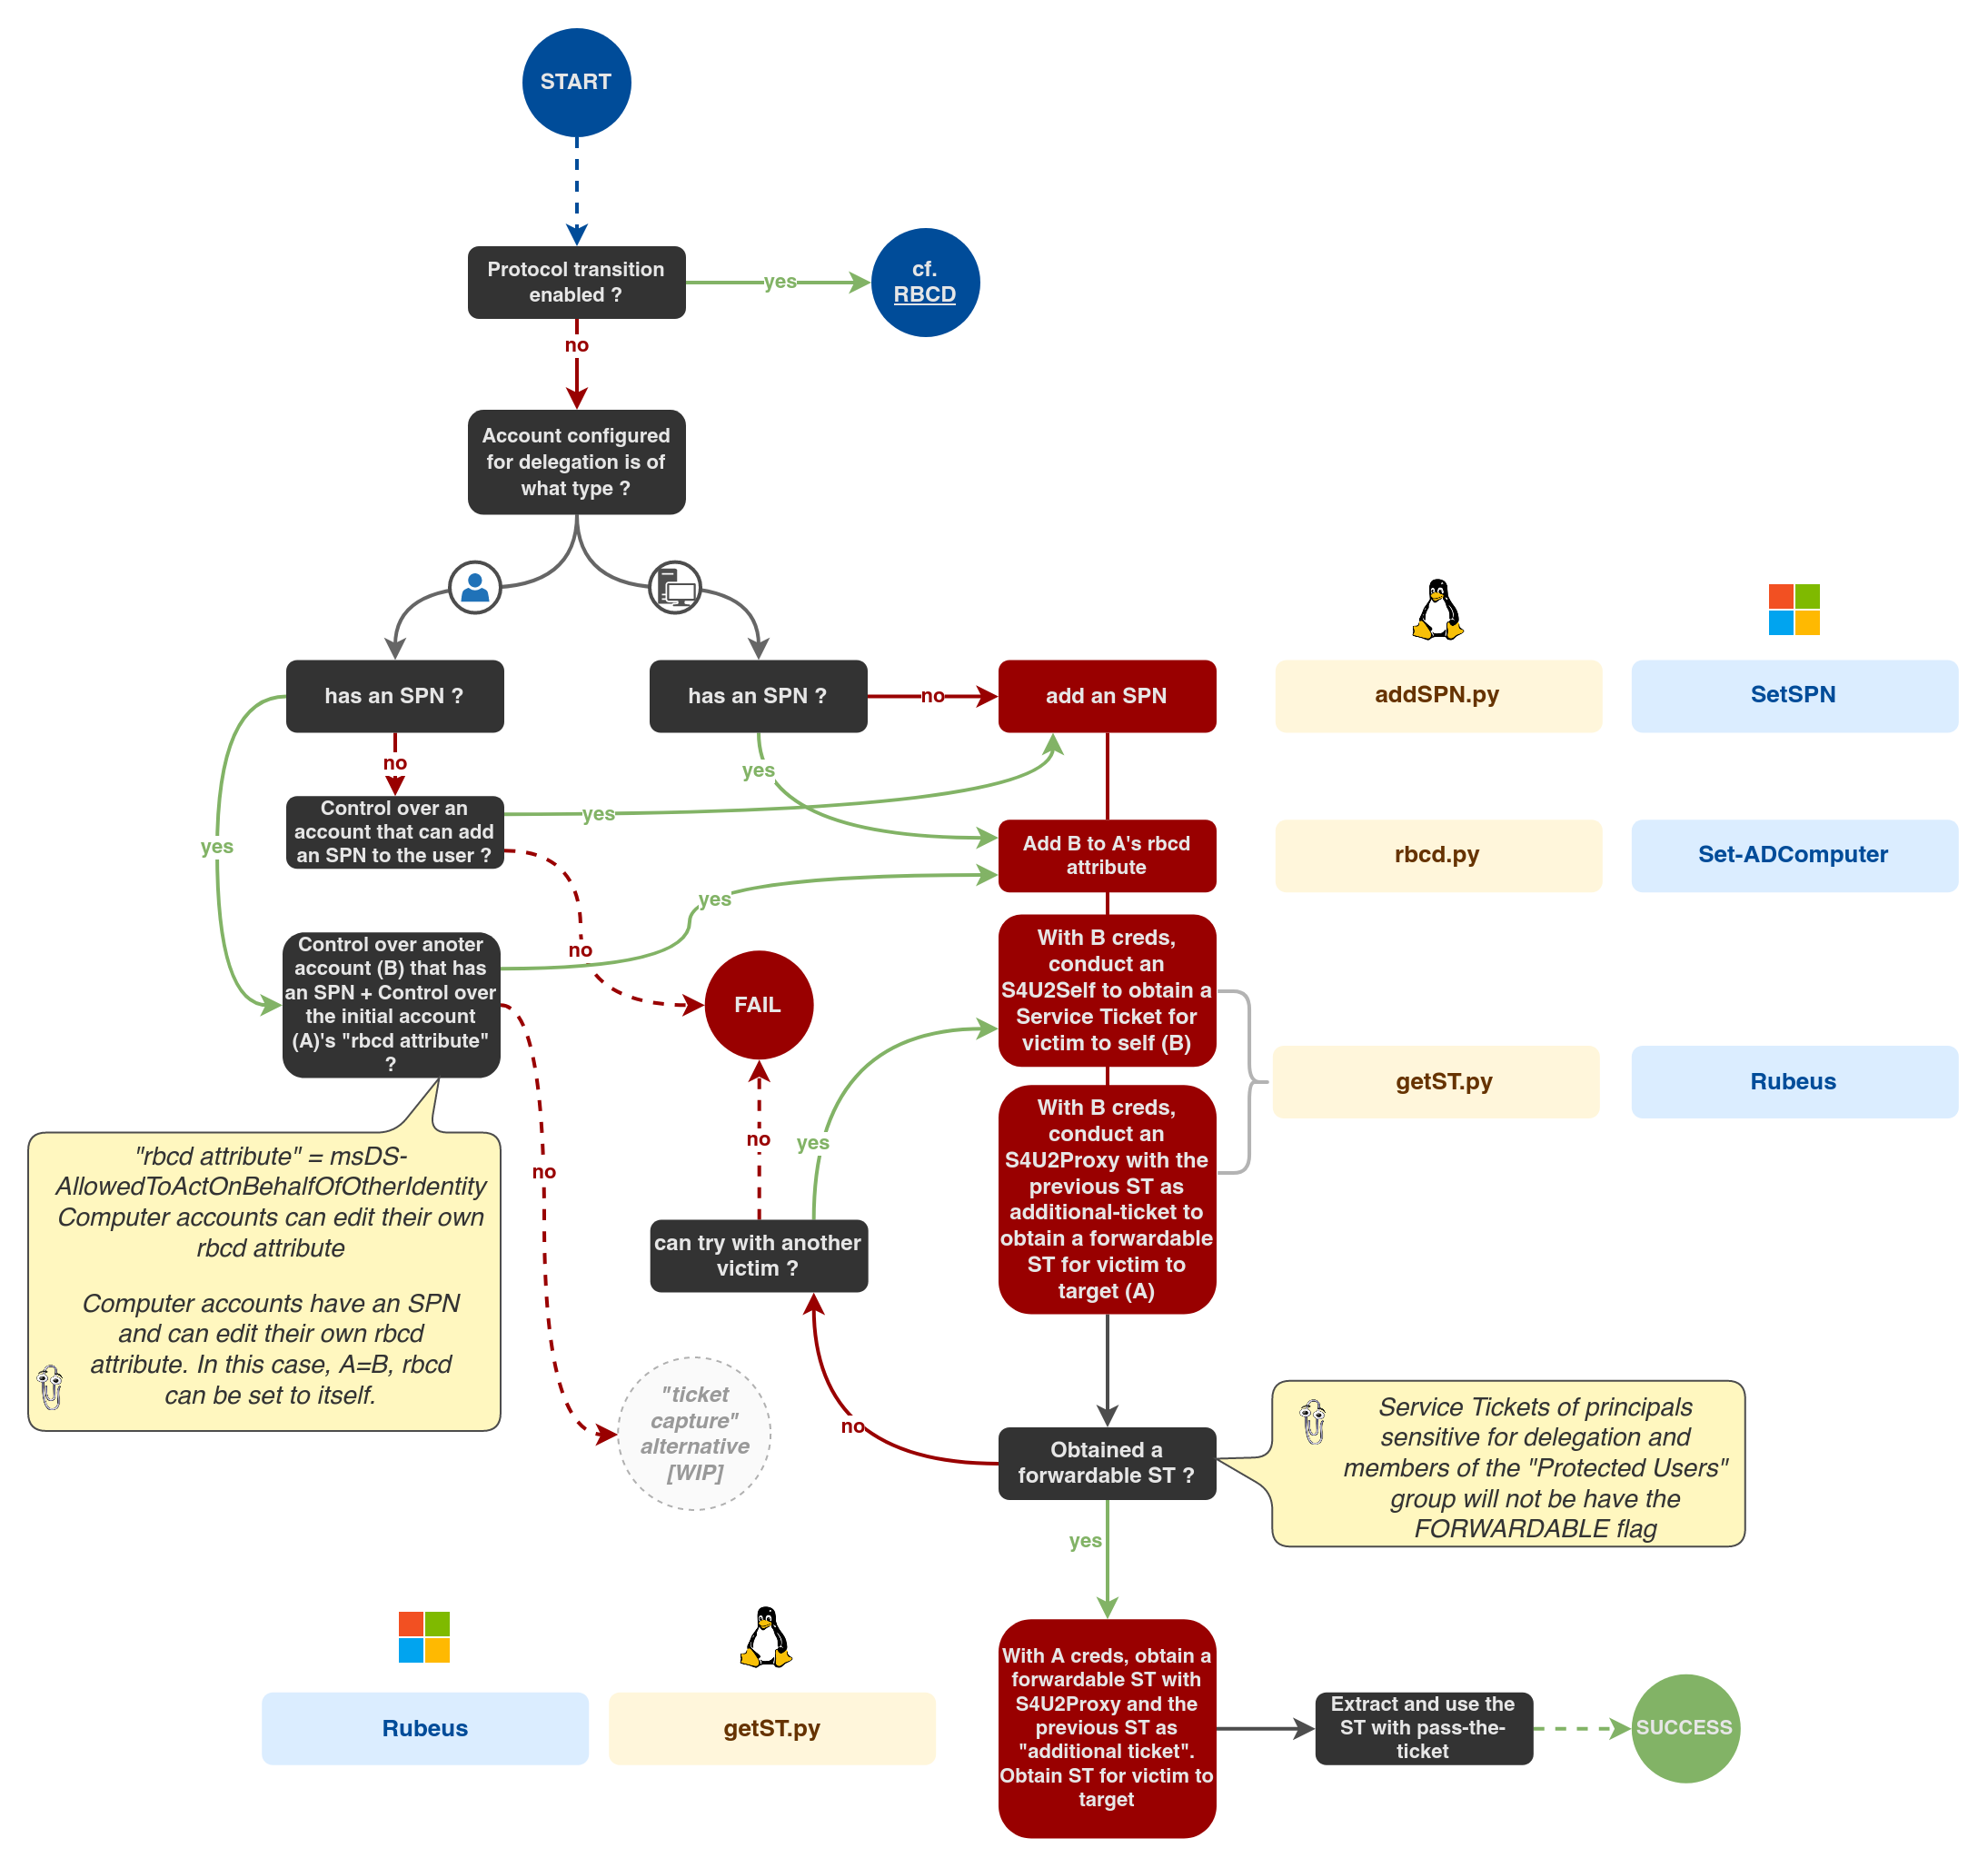 START
Protocol transition
enabled ?
yes
cf.
RBCD
no
Account configured
for delegation is of
what type ?
has an SPN ?
has an SPN ?
no
add an SPN
addSPN.py
SetSPN
no
yes
Control over an
account that can add
an SPN to the user ?
yes
yes
Add B to A's rbcd
attribute
rbcd.py
Set-ADComputer
yes
no
Control over anoter
account (B) that has
an SPN + Control over
the initial account
(A)'s "rbcd attribute"
?
FAIL
With B creds,
conduct an
S4U2Self to obtain a
Service Ticket for
victim to self (B)
getST.py
Rubeus
With B creds,
conduct an
S4U2Proxy with the
previous ST as
additional-ticket to
obtain a forwardable
ST for victim to
target (A)
no
yes
no
"rbcd attribute" = msDS-
AllowedToActOnBehalfOfOtherIdentity
Computer accounts can edit their own
rbcd attribute
Computer accounts have an SPN
and can edit their own rbcd
attribute. In this case, A=B, rbcd
can be set to itself.
can try with another
victim ?
"ticket
capture"
alternative
[WIP]
no
Obtained a
forwardable ST ?
Service Tickets of principals
sensitive for delegation and
members of the "Protected Users"
group will not be have the
FORWARDABLE flag
yes
Rubeus
getST.py
With A creds, obtain a
forwardable ST with
S4U2Proxy and the
previous ST as
"additional ticket".
Obtain ST for victim to
target
Extract and use the
ST with pass-the-
ticket
SUCCESS